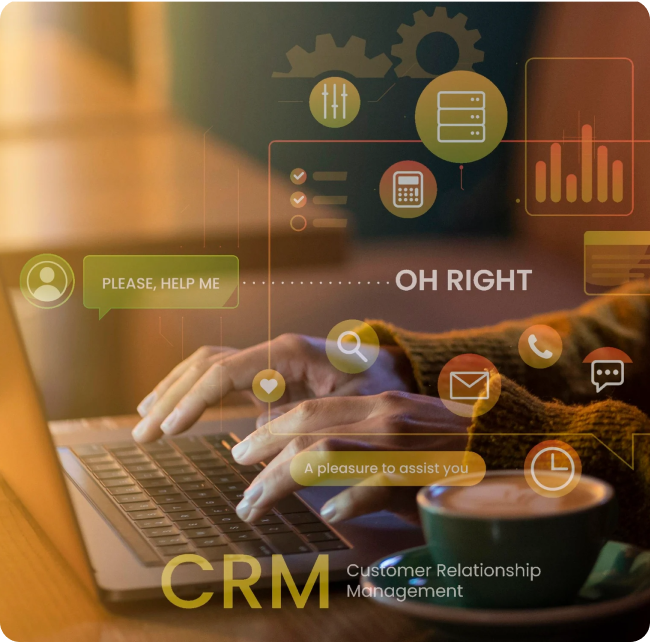 PLEASE, HELP ME
OH RIGHT
A pleasure to assist you
CRM
Customer Relationship
Management